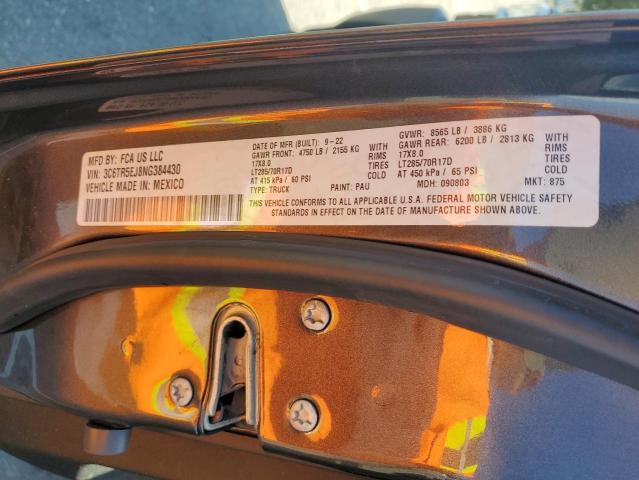 MFD BY: FCA US LLC
VIN: 3C6TR5EJ8NG384430
VEHICLE MADE IN: MEXICO
DATE OF MFR (BUILT): 9-22
GAWR FRONT: 4750 LB / 2155 KG
WITH
17X8.0 RIMS
LT285/70R17D TIRES
AT 415 kPa / 60 PSI COLD
TYPE: TRUCK PAINT: PAU
GVWR: 8565 LB / 3886 KG
GAWR REAR: 6200 LB / 2813 KG
WITH
17X8.0 RIMS
LT285/70R17D TIRES
AT 450 kPa / 65 PSI COLD
MDH: 090803 MKT: 875
THIS VEHICLE CONFORMS TO ALL APPLICABLE U.S.A. FEDERAL MOTOR VEHICLE SAFETY
STANDARDS IN EFFECT ON THE DATE OF MANUFACTURE SHOWN ABOVE.